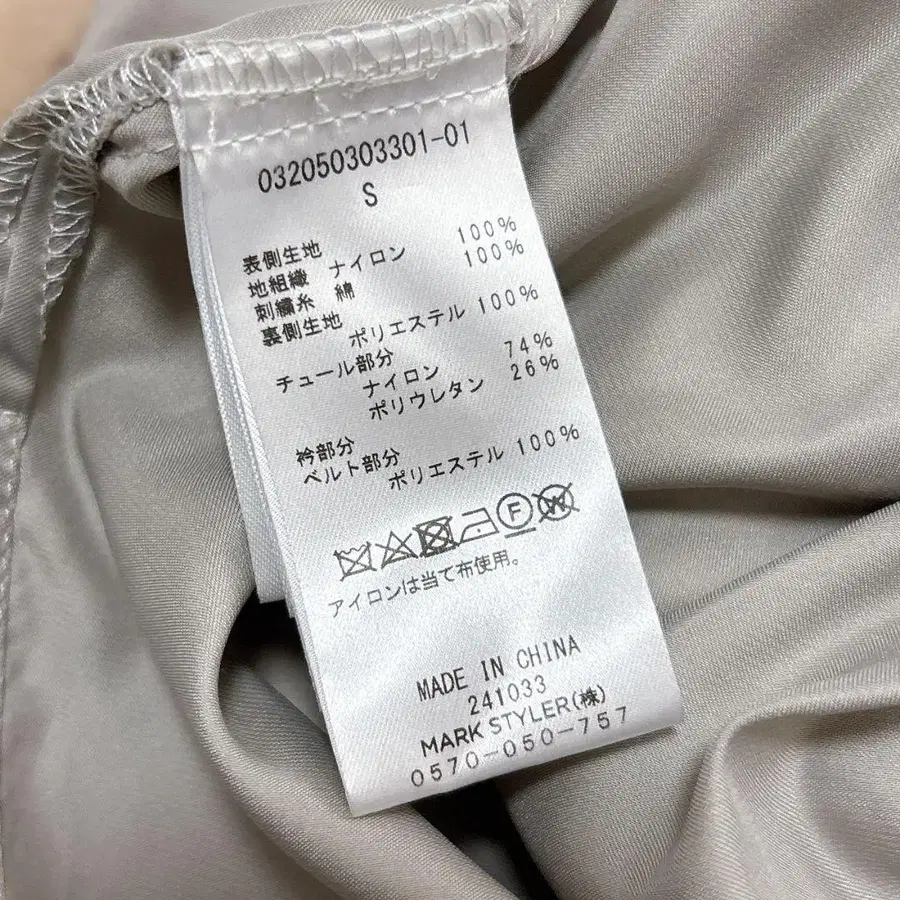 032050303301-01
S
表側生地
地組織 ナイロン 100%
刺繍糸 綿 100%
裏側生地
ポリエステル 100%
チュール部分
ナイロン 74%
ポリウレタン 26%
衿部分
ベルト部分
ポリエステル 100%
F
W
アイロンは当て布使用。
MADE IN CHINA
241033
MARK STYLER(株)
0570-050-757